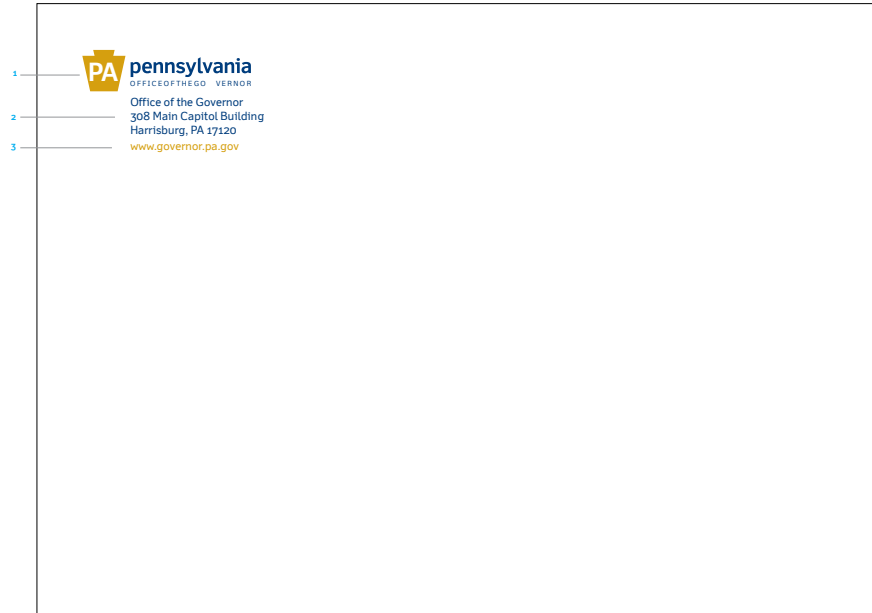 1
PA
pennsylvania
OFFICEOFTHEGO VERNOR
2
Office of the Governor
308 Main Capitol Building
Harrisburg, PA 17120
3
www.governor.pa.gov